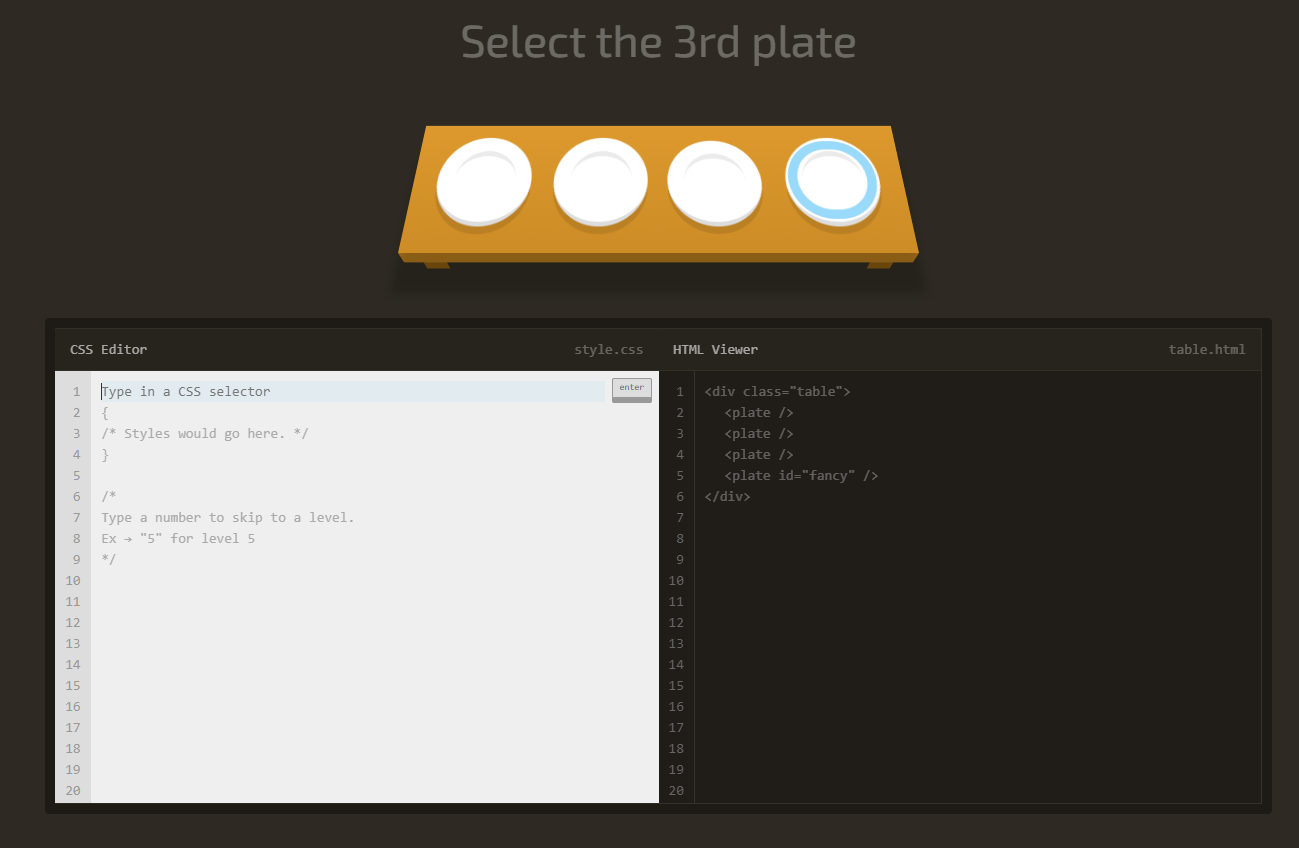 Select the 3rd plate
CSS Editor style.css
1 Type in a CSS selector enter
2 {
3 /* Styles would go here. */
4 }
5
6 /*
7 Type a number to skip to a level.
8 Ex → "5" for level 5
9 */
10
11
12
13
14
15
16
17
18
19
20
HTML Viewer table.html
1 <div class="table">
2 <plate />
3 <plate />
4 <plate />
5 <plate id="fancy" />
6 </div>
7
8
9
10
11
12
13
14
15
16
17
18
19
20